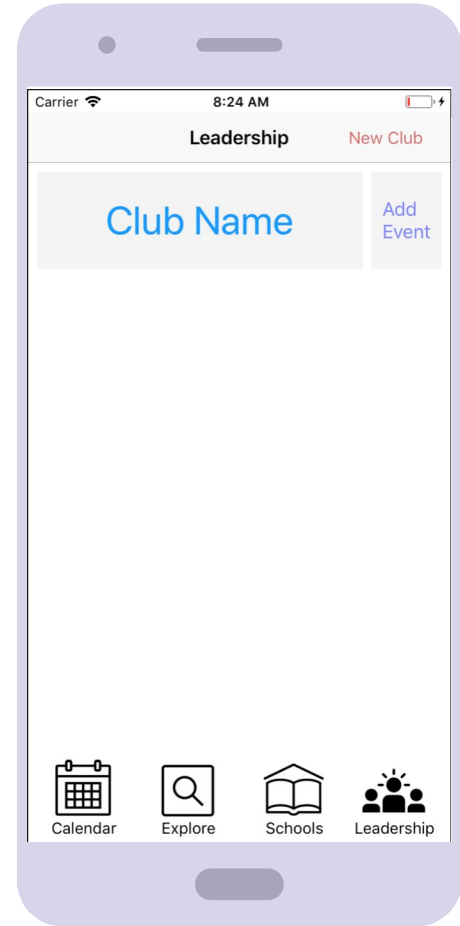 Carrier 8:24 AM
Leadership New Club
Club Name
Add
Event
Calendar Explore Schools Leadership